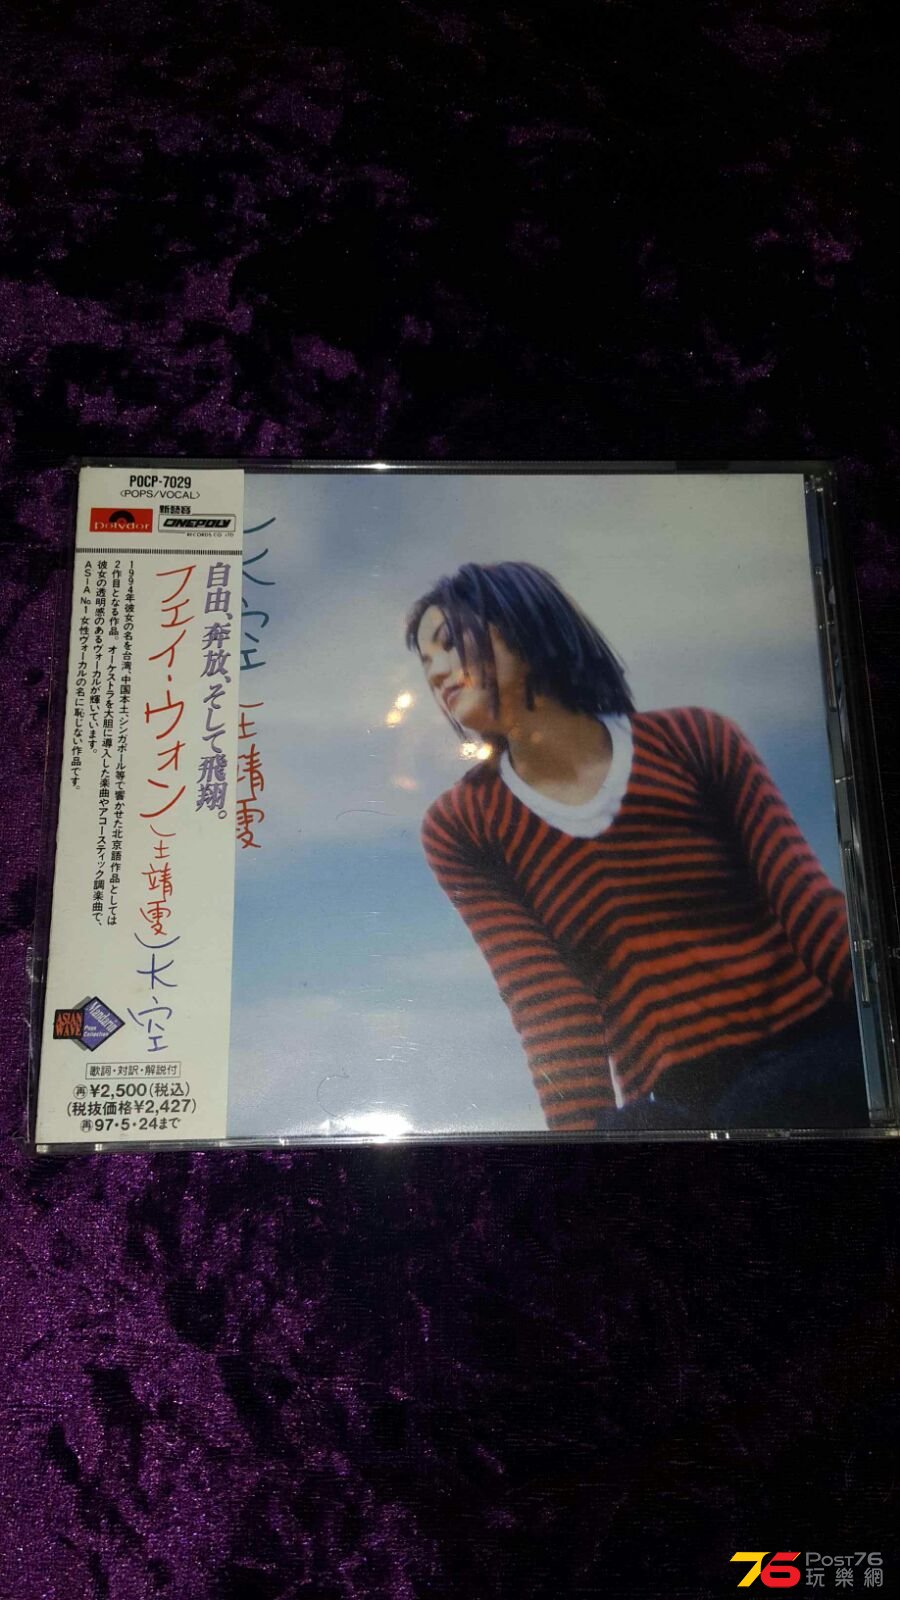 POCP-7029
〈POPS/VOCAL〉
polydor
新藝寶
CINEPOLY
RECORDS CO. LTD
自由、奔放、そして飛翔。
フェイ・ウォン（王靖雯）天空
1994年彼女の名を台湾、中国本土、シンガポール等で響かせた北京語作品としては
2作目となる作品。オーケストラを大胆に導入した楽曲やアコースティック調楽曲で、
彼女の透明感のあるヴォーカルが輝いています。
ASIA No.1女性ヴォーカルの名に恥じない作品です。
ASIAN
WAVE
Mandarin
Pops
Collection
歌詞・対訳・解説付
再¥2,500(税込)
(税抜価格¥2,427)
再97・5・24まで
天空
王靖雯
76 POST76
玩樂網